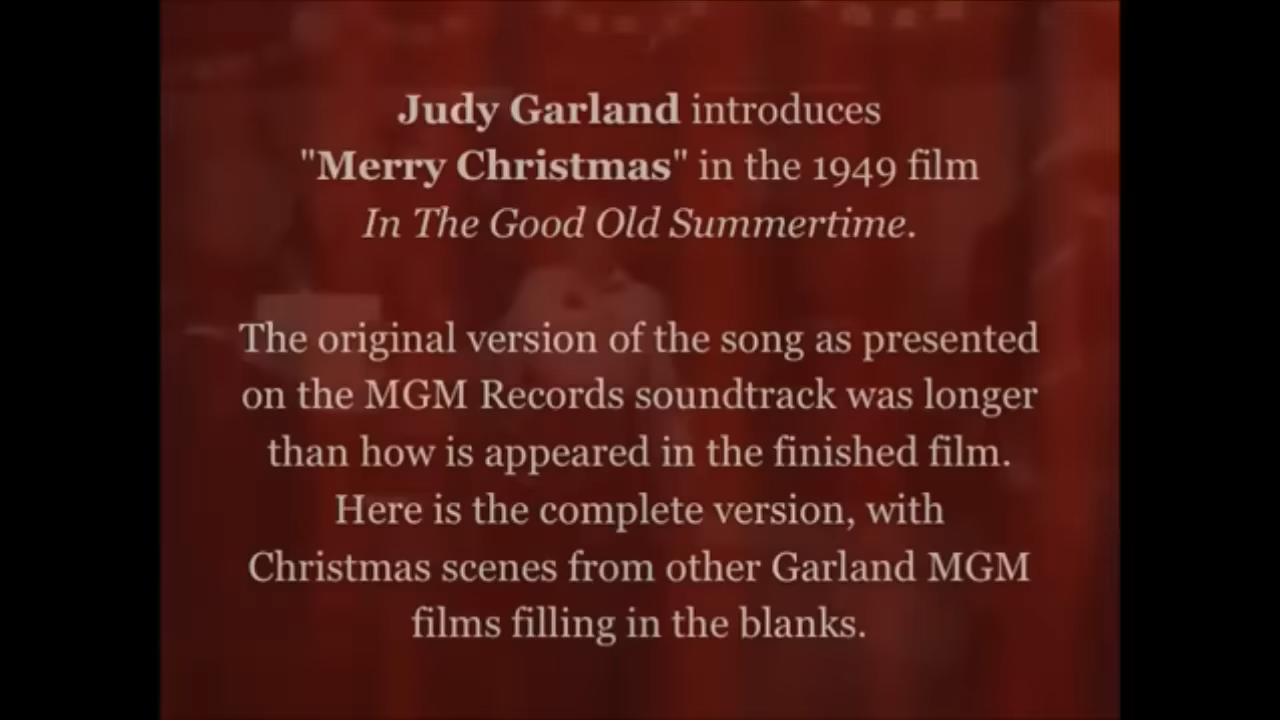 Judy Garland introduces
"Merry Christmas" in the 1949 film
In The Good Old Summertime.
The original version of the song as presented
on the MGM Records soundtrack was longer
than how is appeared in the finished film.
Here is the complete version, with
Christmas scenes from other Garland MGM
films filling in the blanks.